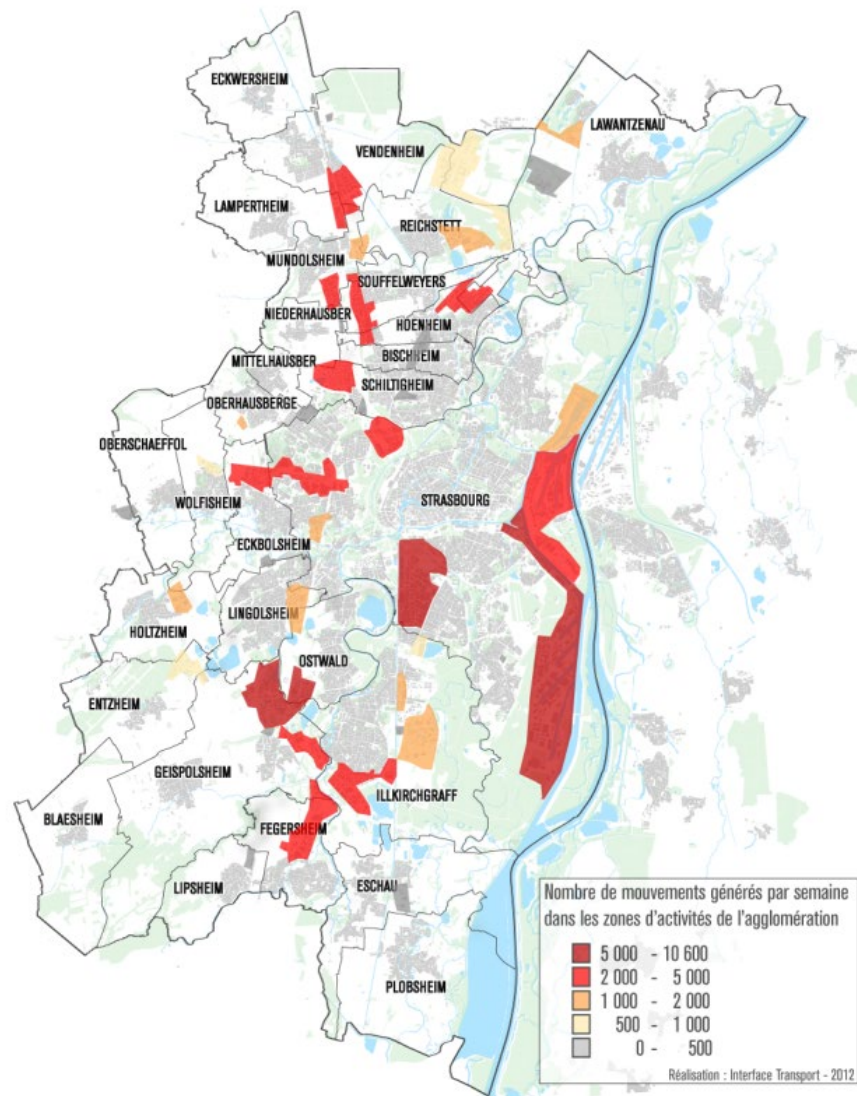 ECKWERSHEIM
LAWANTZENAU
VENDENHEIM
LAMPERTHEIM
REICHSTETT
MUNDOLSHEIM
SOUFFELWEYERS
NIEDERHAUSBER
HOENHEIM
BISCHHEIM
MITTELHAUSBER
SCHILTIGHEIM
OBERHAUSBERGE
OBERSCHAEFFOL
WOLFISHEIM
STRASBOURG
ECKBOLSHEIM
LINGOLSHEIM
HOLTZHEIM
OSTWALD
ENTZHEIM
GEISPOLSHEIM
ILLKIRCHGRAFF
BLAESHEIM
FEGERSHEIM
LIPSHEIM
ESCHAU
PLOBSHEIM
Nombre de mouvements générés par semaine
dans les zones d'activités de l'agglomération
5 000 - 10 600
2 000 - 5 000
1 000 - 2 000
500 - 1 000
0 - 500
Réalisation : Interface Transport - 2012